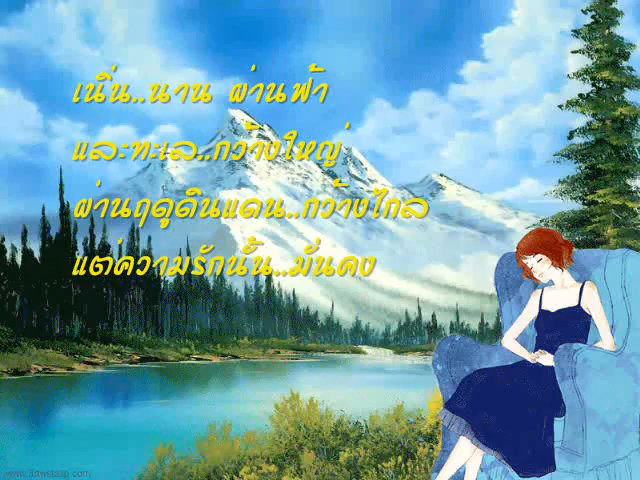 เนิ่น..นาน ผ่านฟ้า
และทะเล..กว้างใหญ่
ผ่านฤดูดินแดน..กว้างไกล
แต่ความรักนั้น..มั่นคง